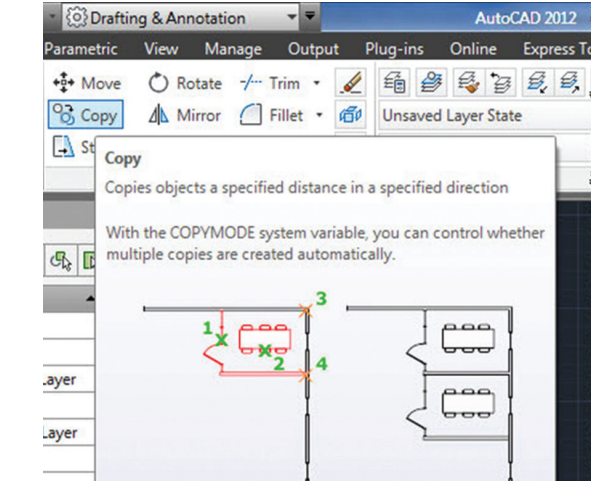 Drafting & Annotation
AutoCAD 2012
Parametric View Manage Output Plug-ins Online Express To
Move Rotate Trim
Copy Mirror Fillet Unsaved Layer State
St
Copy
Copies objects a specified distance in a specified direction
With the COPYMODE system variable, you can control whether
multiple copies are created automatically.
3
1
2 4
Layer
Layer